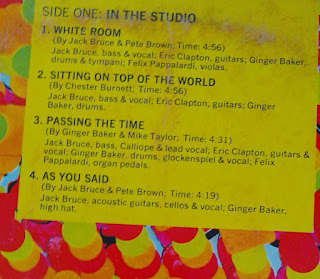 SIDE ONE: IN THE STUDIO
1. WHITE ROOM
(By Jack Bruce & Pete Brown; Time: 4:56)
Jack Bruce, bass & vocal; Eric Clapton, guitars; Ginger Baker,
drums & tympani; Felix Pappalardi, violas.
2. SITTING ON TOP OF THE WORLD
(By Chester Burnett; Time: 4:56)
Jack Bruce, bass & vocal; Eric Clapton, guitars; Ginger
Baker, drums.
3. PASSING THE TIME
(By Ginger Baker & Mike Taylor; Time: 4:31)
Jack Bruce, bass, Calliope & lead vocal; Eric Clapton, guitars &
vocal; Ginger Baker, drums, glockenspiel & vocal; Felix
Pappalardi, organ pedals.
4. AS YOU SAID
(By Jack Bruce & Pete Brown; Time: 4:19)
Jack Bruce, acoustic guitars, cellos & vocal; Ginger Baker,
high hat.